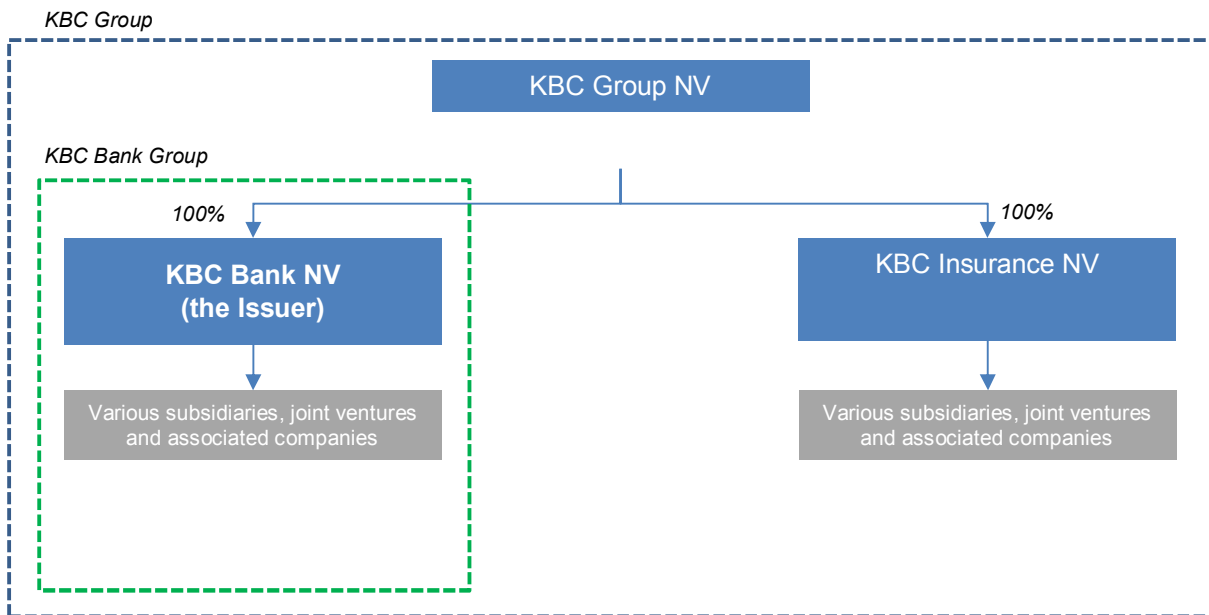 KBC Group
KBC Group NV
KBC Bank Group
100%
100%
KBC Bank NV
(the Issuer)
KBC Insurance NV
Various subsidiaries, joint ventures
and associated companies
Various subsidiaries, joint ventures
and associated companies